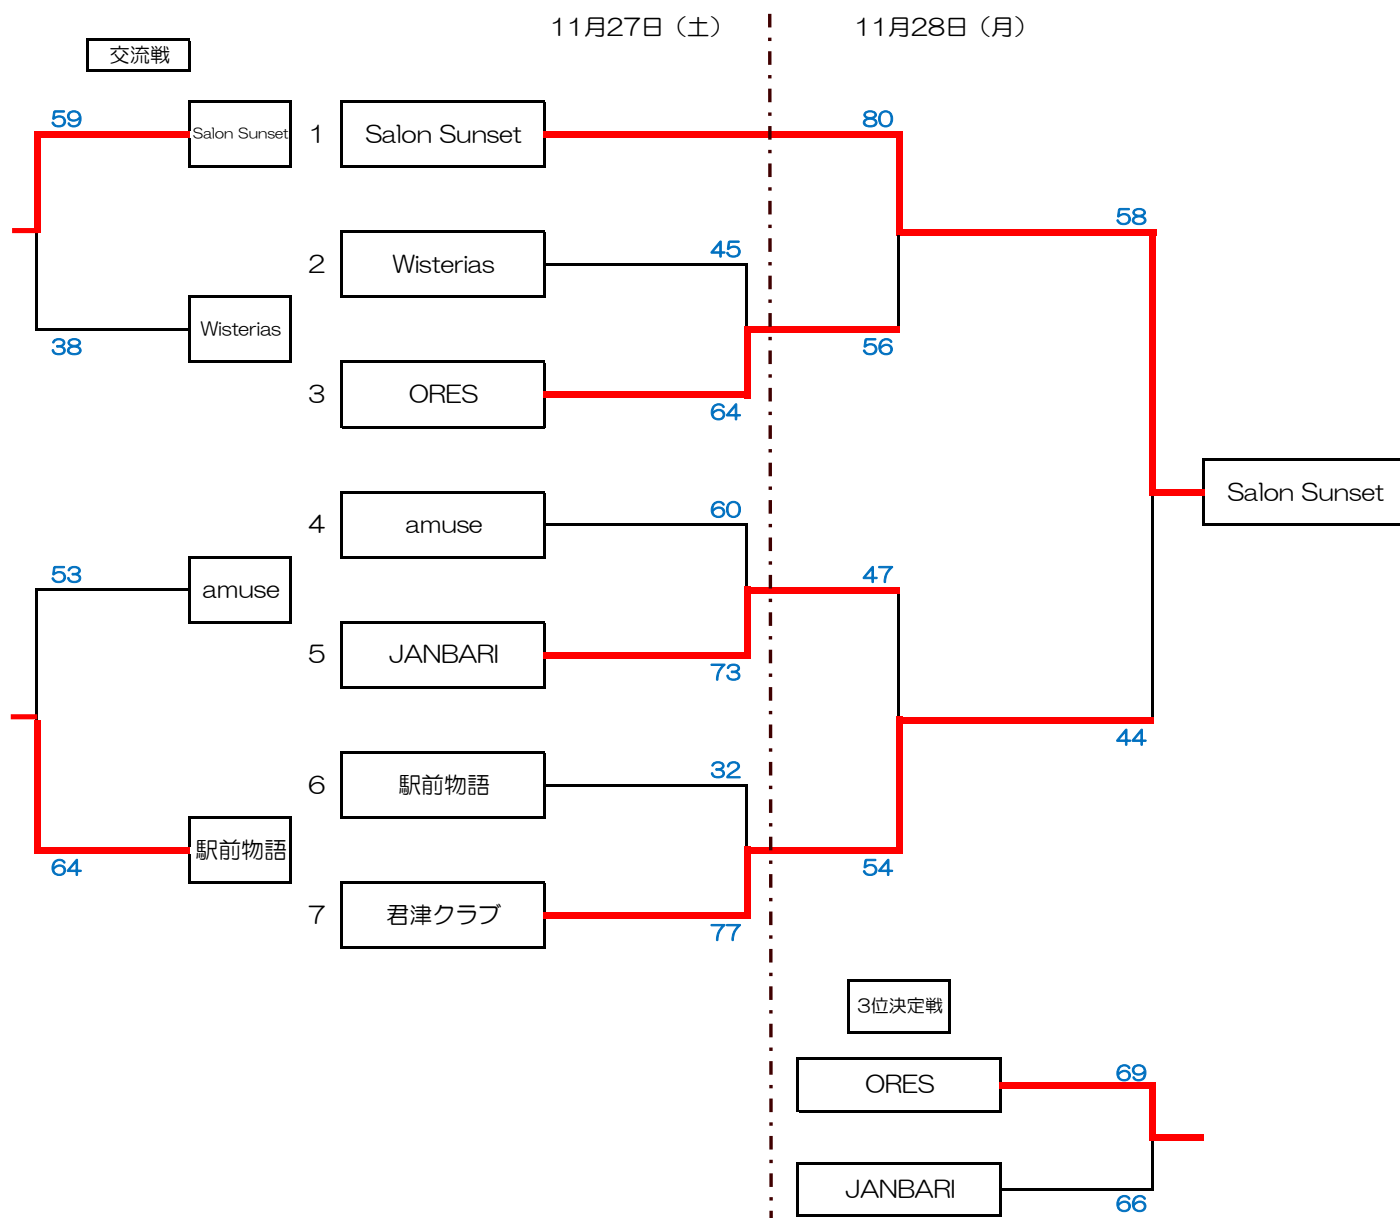 11月27日（土）
11月28日（月）
交流戦
59
Salon Sunset
1
Salon Sunset
80
58
2
Wisterias
45
Wisterias
38
56
3
ORES
64
Salon Sunset
4
amuse
60
53
amuse
47
5
JANBARI
73
44
6
駅前物語
32
駅前物語
64
54
7
君津クラブ
77
3位決定戦
ORES
69
JANBARI
66